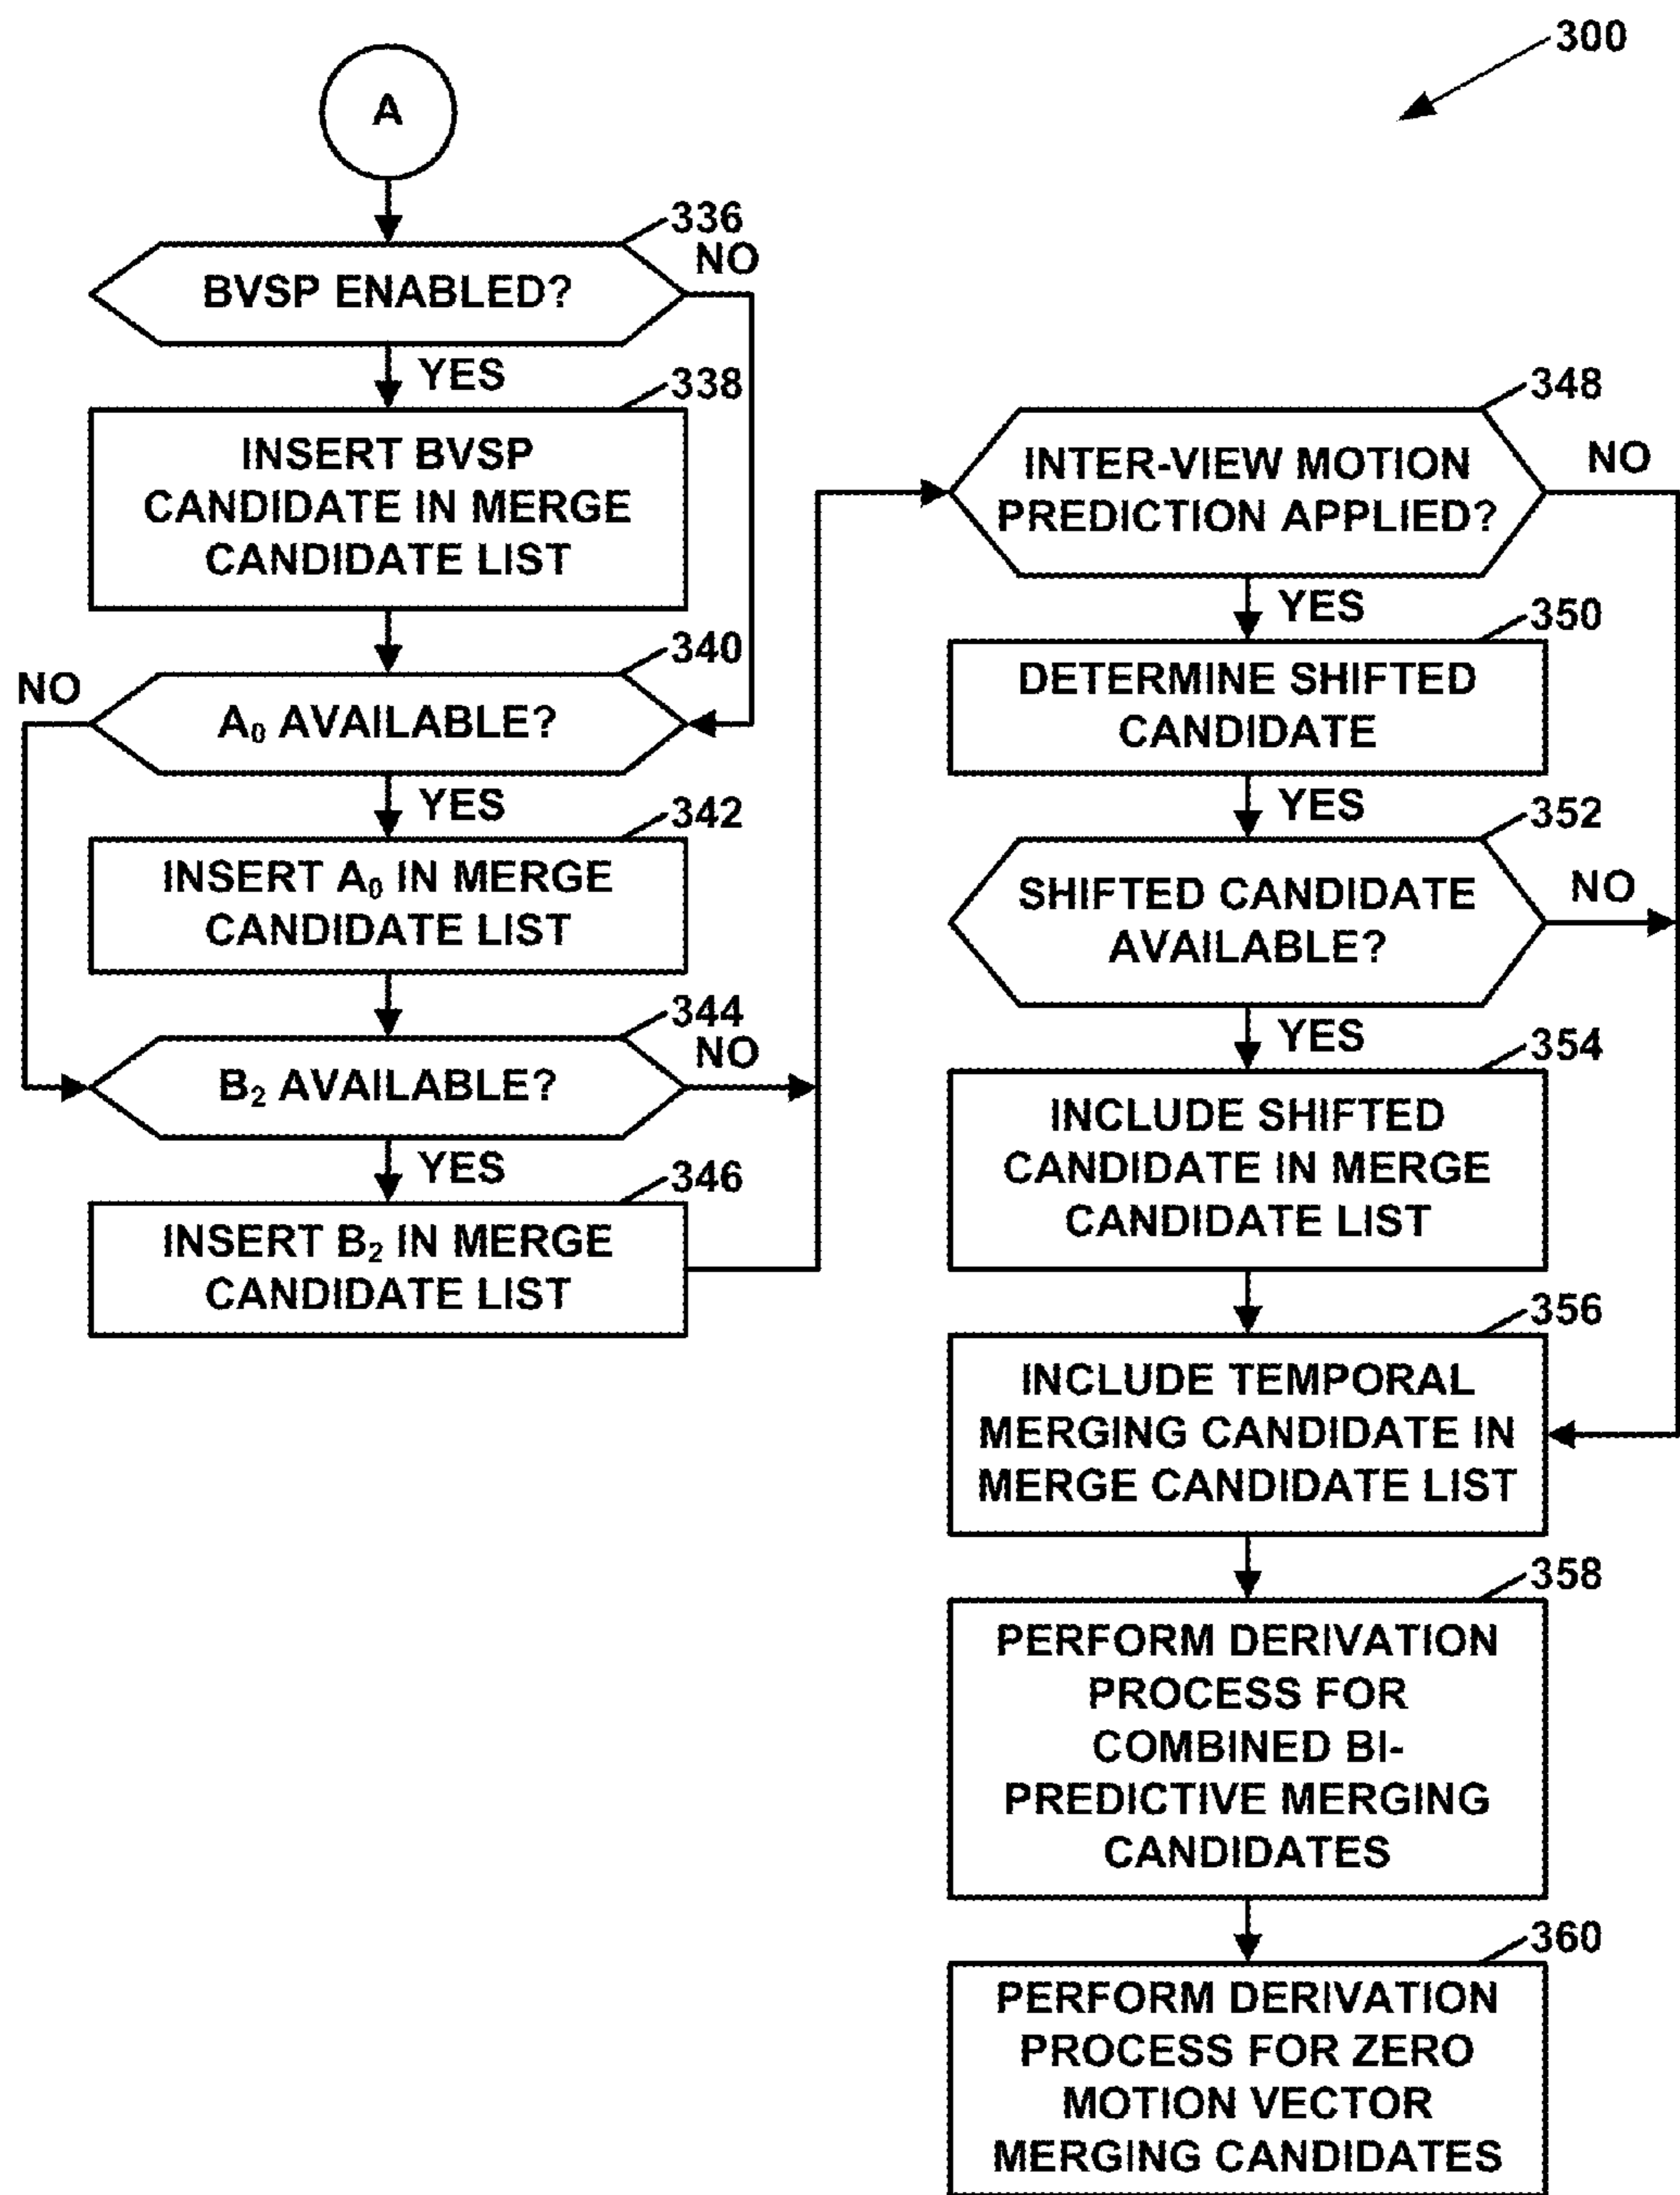 300
A
336
BVSP ENABLED?
NO
YES
338
INSERT BVSP
CANDIDATE IN MERGE
CANDIDATE LIST
340
NO
A₀ AVAILABLE?
YES
342
INSERT A₀ IN MERGE
CANDIDATE LIST
344
B₂ AVAILABLE?
NO
YES
346
INSERT B₂ IN MERGE
CANDIDATE LIST
348
INTER-VIEW MOTION
PREDICTION APPLIED?
NO
YES
350
DETERMINE SHIFTED
CANDIDATE
YES
352
SHIFTED CANDIDATE
AVAILABLE?
NO
YES
354
INCLUDE SHIFTED
CANDIDATE IN MERGE
CANDIDATE LIST
356
INCLUDE TEMPORAL
MERGING CANDIDATE IN
MERGE CANDIDATE LIST
358
PERFORM DERIVATION
PROCESS FOR
COMBINED BI-
PREDICTIVE MERGING
CANDIDATES
360
PERFORM DERIVATION
PROCESS FOR ZERO
MOTION VECTOR
MERGING CANDIDATES